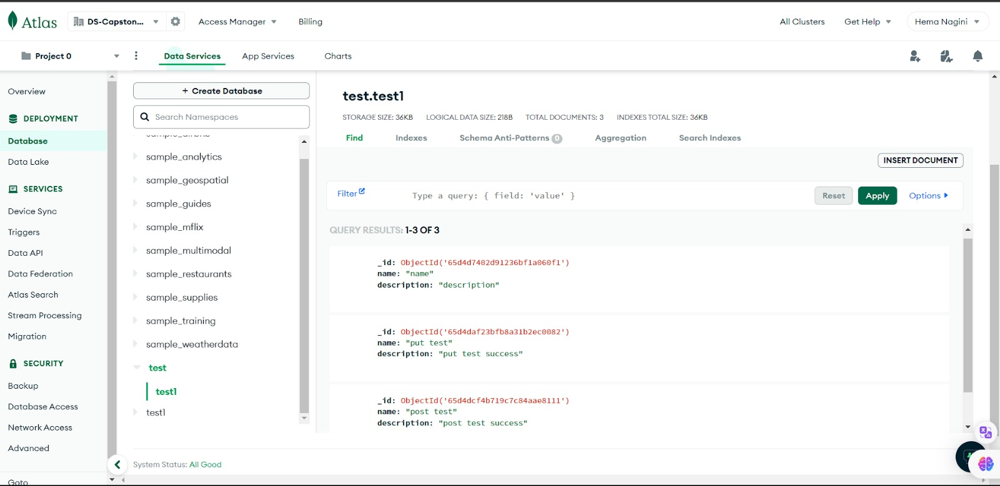 Atlas
DS-Capston...
Access Manager
Billing
All Clusters
Get Help
Hema Nagini
Project 0
Data Services
App Services
Charts
Overview
DEPLOYMENT
Database
Data Lake
SERVICES
Device Sync
Triggers
Data API
Data Federation
Atlas Search
Stream Processing
Migration
SECURITY
Backup
Database Access
Network Access
Advanced
Goto
+ Create Database
Search Namespaces
sample_airbnb
sample_analytics
sample_geospatial
sample_guides
sample_mflix
sample_multimodal
sample_restaurants
sample_supplies
sample_training
sample_weatherdata
test
test1
test1
test.test1
STORAGE SIZE: 36KB LOGICAL DATA SIZE: 218B TOTAL DOCUMENTS: 3 INDEXES TOTAL SIZE: 36KB
Find
Indexes
Schema Anti-Patterns 0
Aggregation
Search Indexes
INSERT DOCUMENT
Filter
Type a query: { field: 'value' }
Reset
Apply
Options
QUERY RESULTS: 1-3 OF 3
_id: ObjectId('65d4d7402d91236bf1a060f1')
name: "name"
description: "description"
_id: ObjectId('65d4daf23bfb8a31b2ec0082')
name: "put test"
description: "put test success"
_id: ObjectId('65d4dcf4b719c7c84aae8111')
name: "post test"
description: "post test success"
System Status: All Good